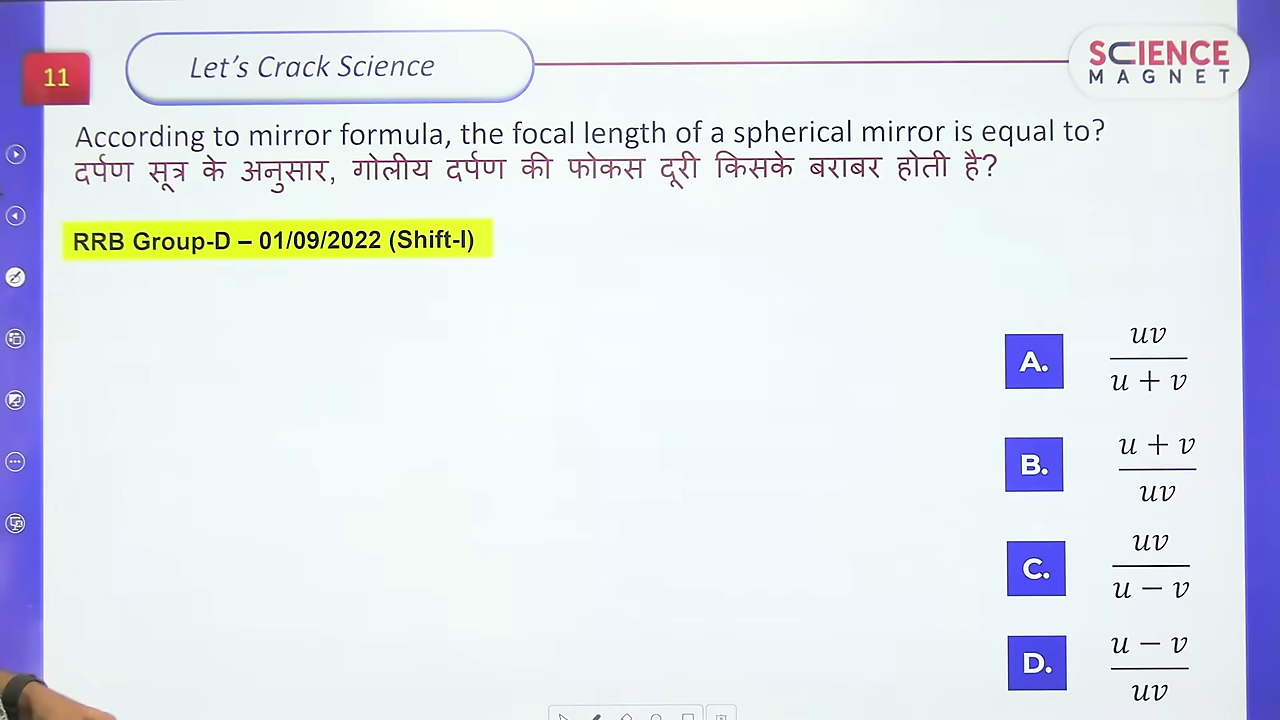 11
Let's Crack Science
SCIENCE
MAGNET
According to mirror formula, the focal length of a spherical mirror is equal to?
दर्पण सूत्र के अनुसार, गोलीय दर्पण की फोकस दूरी किसके बराबर होती है?
RRB Group-D – 01/09/2022 (Shift-I)
A.
uv
u + v
B.
u + v
uv
C.
uv
u − v
D.
u − v
uv